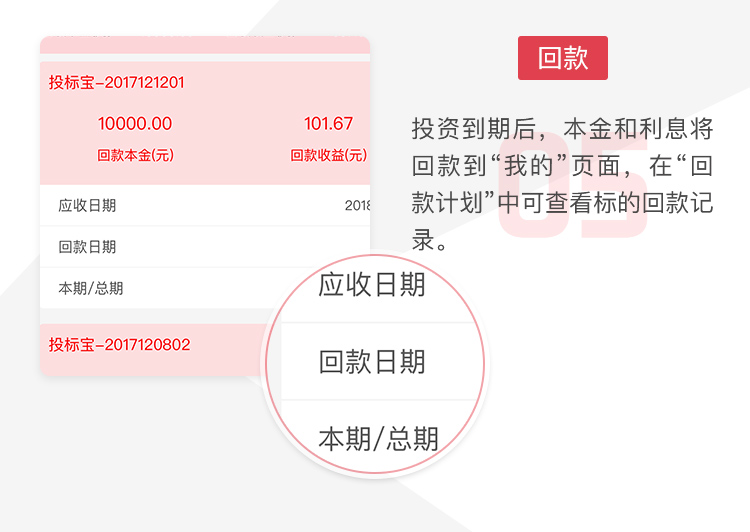 投标宝-2017121201
10000.00
101.67
回款本金(元)
回款收益(元)
应收日期
2018
回款日期
本期/总期
投标宝-2017120802
应收日期
回款日期
本期/总期
回款
05
投资到期后，本金和利息将
回款到“我的”页面，在“回
款计划”中可查看标的回款记
录。